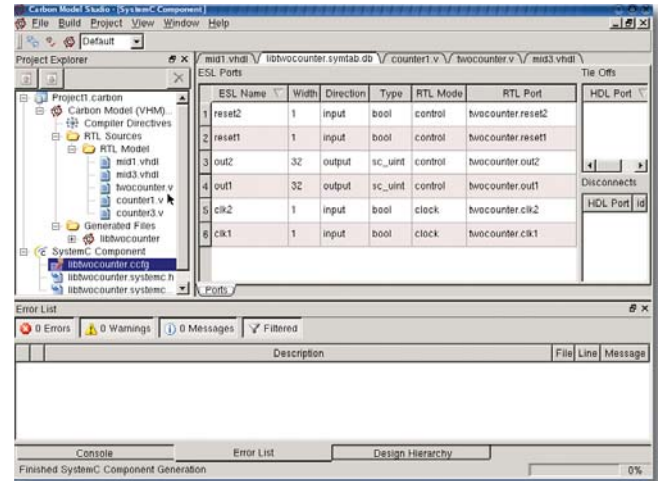 Carbon Model Studio - [SystemC Component]
File Build Project View Window Help
Default
Project Explorer
mid1.vhdl libtwocounter.symtab.db counter1.v twocounter.v mid3.vhdl
Project1.carbon
Carbon Model (VHM)...
Compiler Directives
RTL Sources
RTL Model
mid1.vhdl
mid3.vhdl
twocounter.v
counter1.v
counter3.v
Generated Files
libtwocounter
SystemC Component
libtwocounter.ccfg
libtwocounter.systemc.h
libtwocounter.systemc...
ESL Ports
ESL Name Width Direction Type RTL Mode RTL Port
1 reset2 1 input bool control twocounter.reset2
2 reset1 1 input bool control twocounter.reset1
3 out2 32 output sc_uint control twocounter.out2
4 out1 32 output sc_uint control twocounter.out1
5 clk2 1 input bool clock twocounter.clk2
6 clk1 1 input bool clock twocounter.clk1
Ports
Tie Offs
HDL Port
Disconnects
HDL Port Id
Error List
0 Errors 0 Warnings 0 Messages Filtered
Description File Line Message
Console Error List Design Hierarchy
Finished SystemC Component Generation 0%